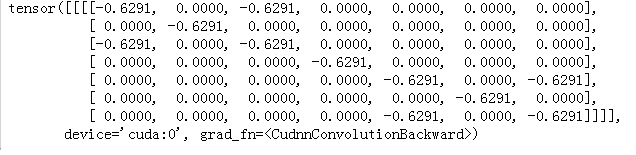 tensor([[[[-0.6291, 0.0000, -0.6291, 0.0000, 0.0000, 0.0000, 0.0000],
[ 0.0000, -0.6291, 0.0000, 0.0000, 0.0000, 0.0000, 0.0000],
[-0.6291, 0.0000, -0.6291, 0.0000, 0.0000, 0.0000, 0.0000],
[ 0.0000, 0.0000, 0.0000, -0.6291, 0.0000, 0.0000, 0.0000],
[ 0.0000, 0.0000, 0.0000, 0.0000, -0.6291, 0.0000, -0.6291],
[ 0.0000, 0.0000, 0.0000, 0.0000, 0.0000, -0.6291, 0.0000],
[ 0.0000, 0.0000, 0.0000, 0.0000, -0.6291, 0.0000, -0.6291]]]],
device='cuda:0', grad_fn=<CudnnConvolutionBackward>)